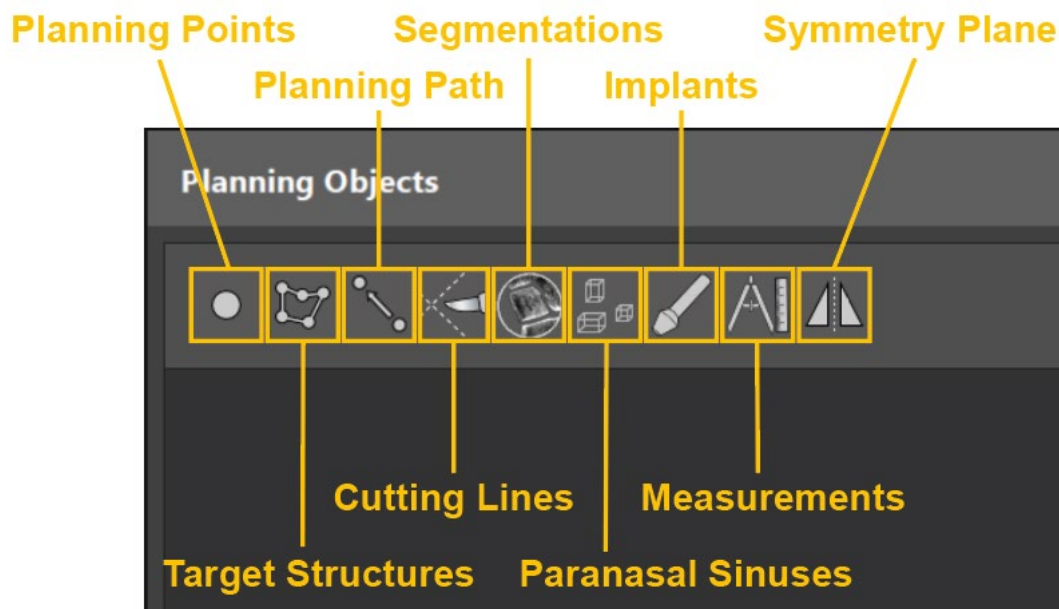 Planning Points
Segmentations
Symmetry Plane
Planning Path
Implants
Planning Objects
Cutting Lines
Measurements
Target Structures
Paranasal Sinuses